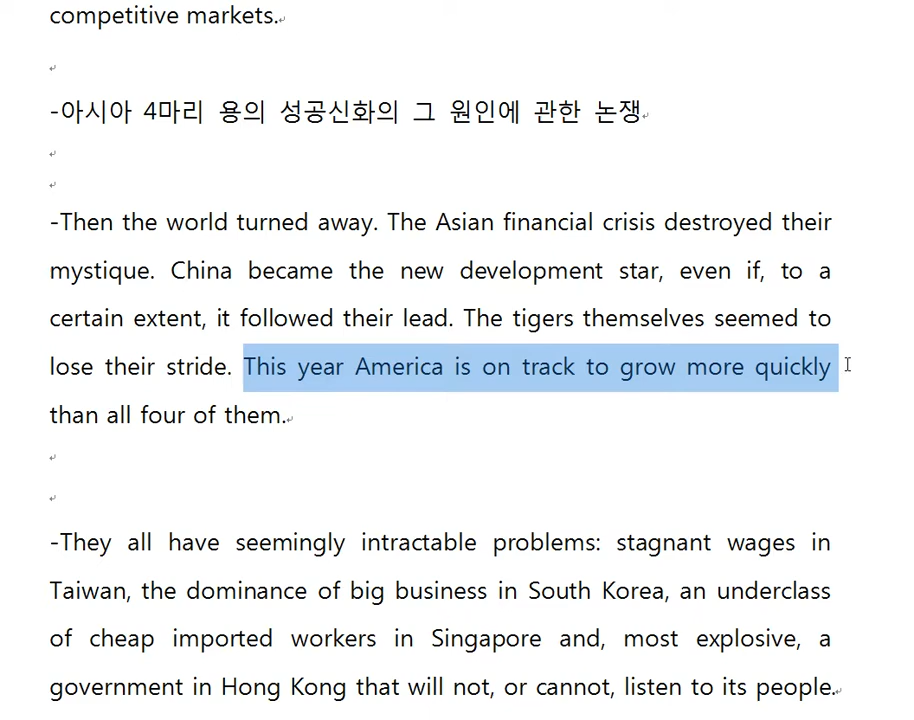 competitive markets.
-아시아 4마리 용의 성공신화의 그 원인에 관한 논쟁
-Then the world turned away. The Asian financial crisis destroyed their
mystique. China became the new development star, even if, to a
certain extent, it followed their lead. The tigers themselves seemed to
lose their stride. This year America is on track to grow more quickly
than all four of them.
-They all have seemingly intractable problems: stagnant wages in
Taiwan, the dominance of big business in South Korea, an underclass
of cheap imported workers in Singapore and, most explosive, a
government in Hong Kong that will not, or cannot, listen to its people.